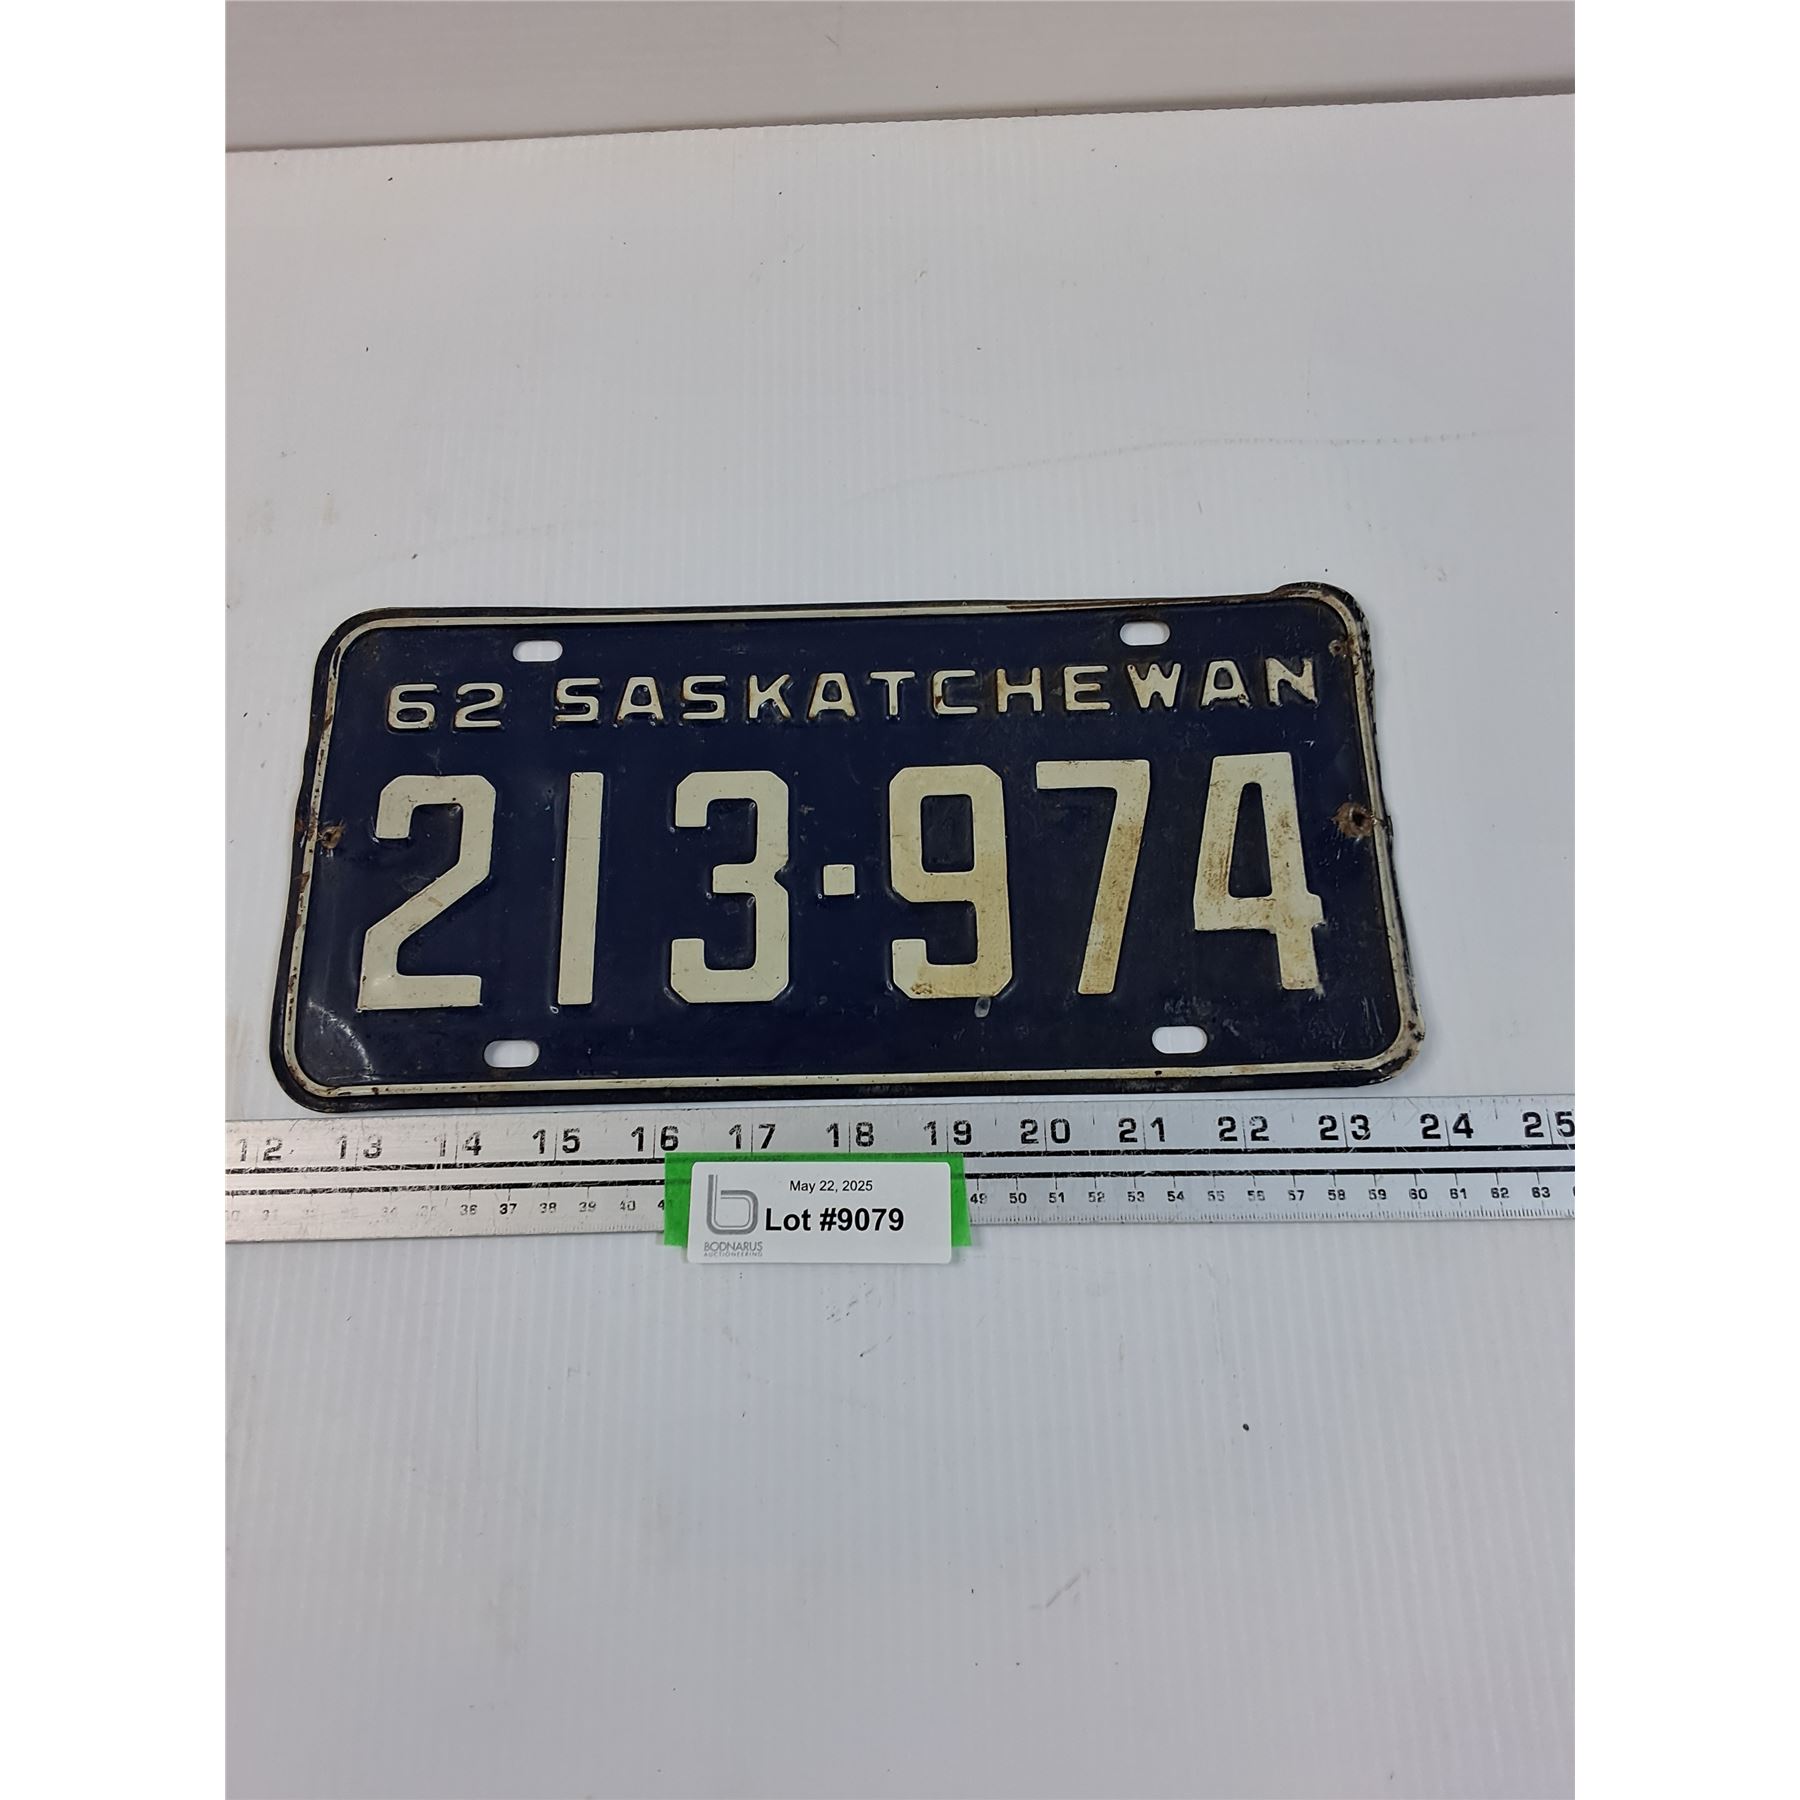 62 SASKATCHEWAN
213·974
12 13 14 15 16 17 18 19 20 21 22 23 24 25
36 37 38 39 40 49 50 51 52 53 54 55 56 57 58 59 60 61 62 63
May 22, 2025
Lot #9079
BODNARUS
AUCTIONEERING